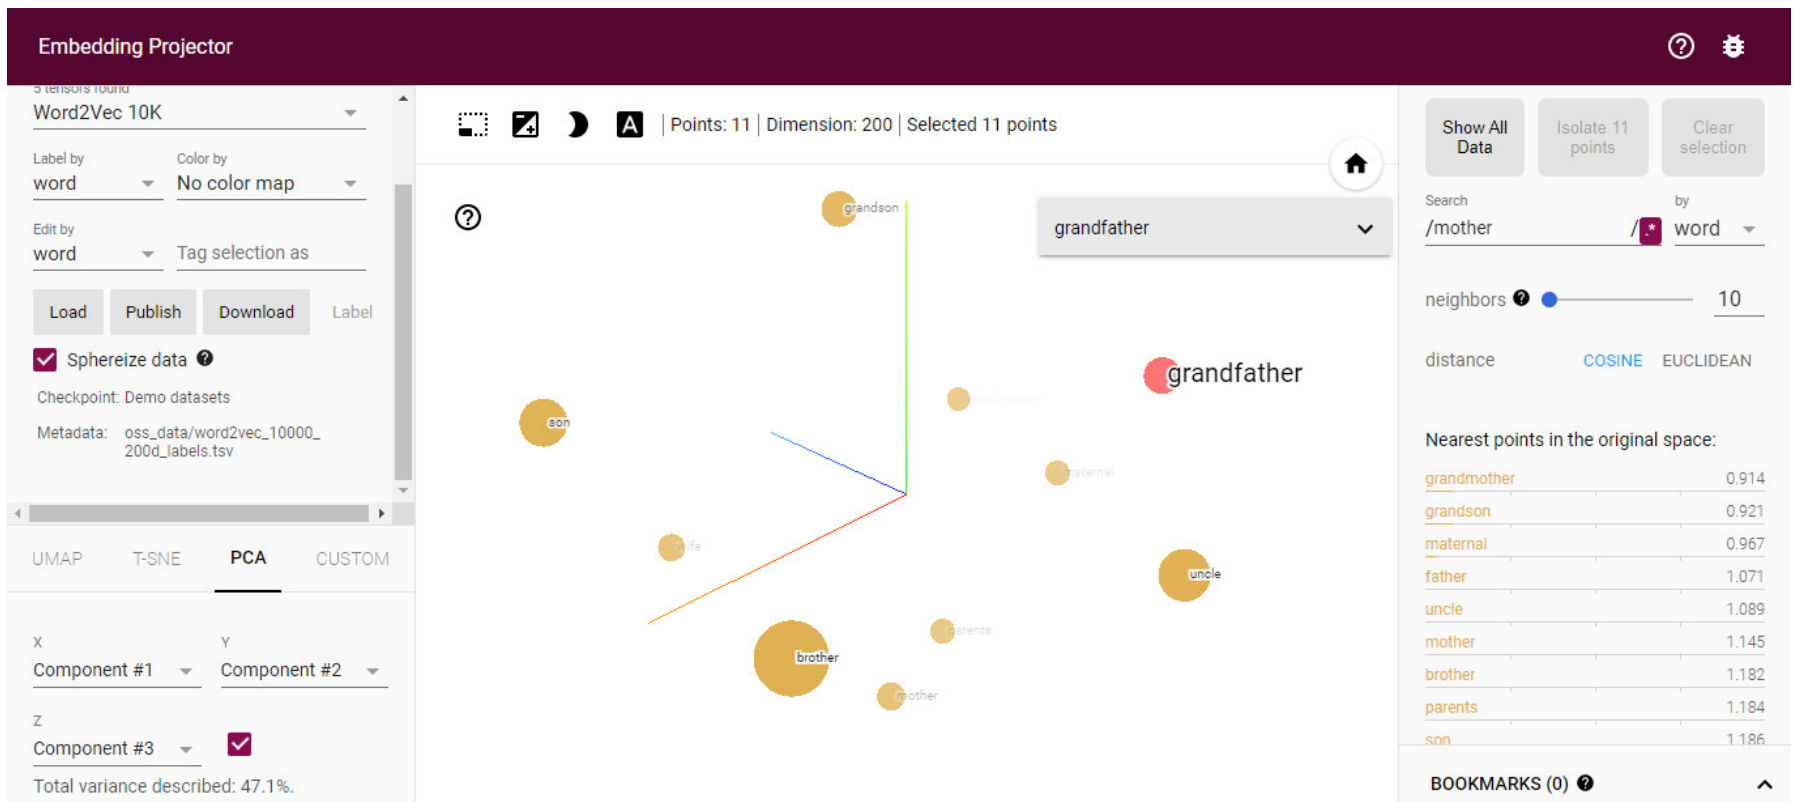 Embedding Projector
5 tensors found
Word2Vec 10K
Label by
Color by
word
No color map
Edit by
word
Tag selection as
Load
Publish
Download
Label
Sphereize data
Checkpoint: Demo datasets
Metadata: oss_data/word2vec_10000_
200d_labels.tsv
UMAP
T-SNE
PCA
CUSTOM
X
Y
Component #1
Component #2
Z
Component #3
Total variance described: 47.1%.
A
Points: 11 | Dimension: 200 | Selected 11 points
grandfather
grandson
grandfather
son
maternal
wife
uncle
parents
brother
mother
Show All
Data
Isolate 11
points
Clear
selection
Search
by
/mother
/ .*
word
neighbors
10
distance
COSINE
EUCLIDEAN
Nearest points in the original space:
grandmother 0.914
grandson 0.921
maternal 0.967
father 1.071
uncle 1.089
mother 1.145
brother 1.182
parents 1.184
son 1.186
BOOKMARKS (0)